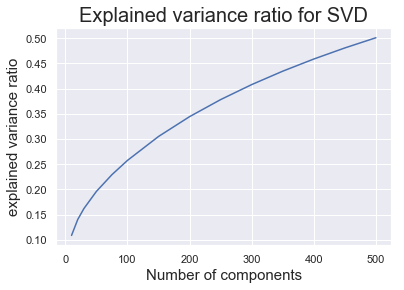 Explained variance ratio for SVD
0.50
0.45
0.40
0.35
0.30
0.25
0.20
0.15
0.10
explained variance ratio
0 100 200 300 400 500
Number of components